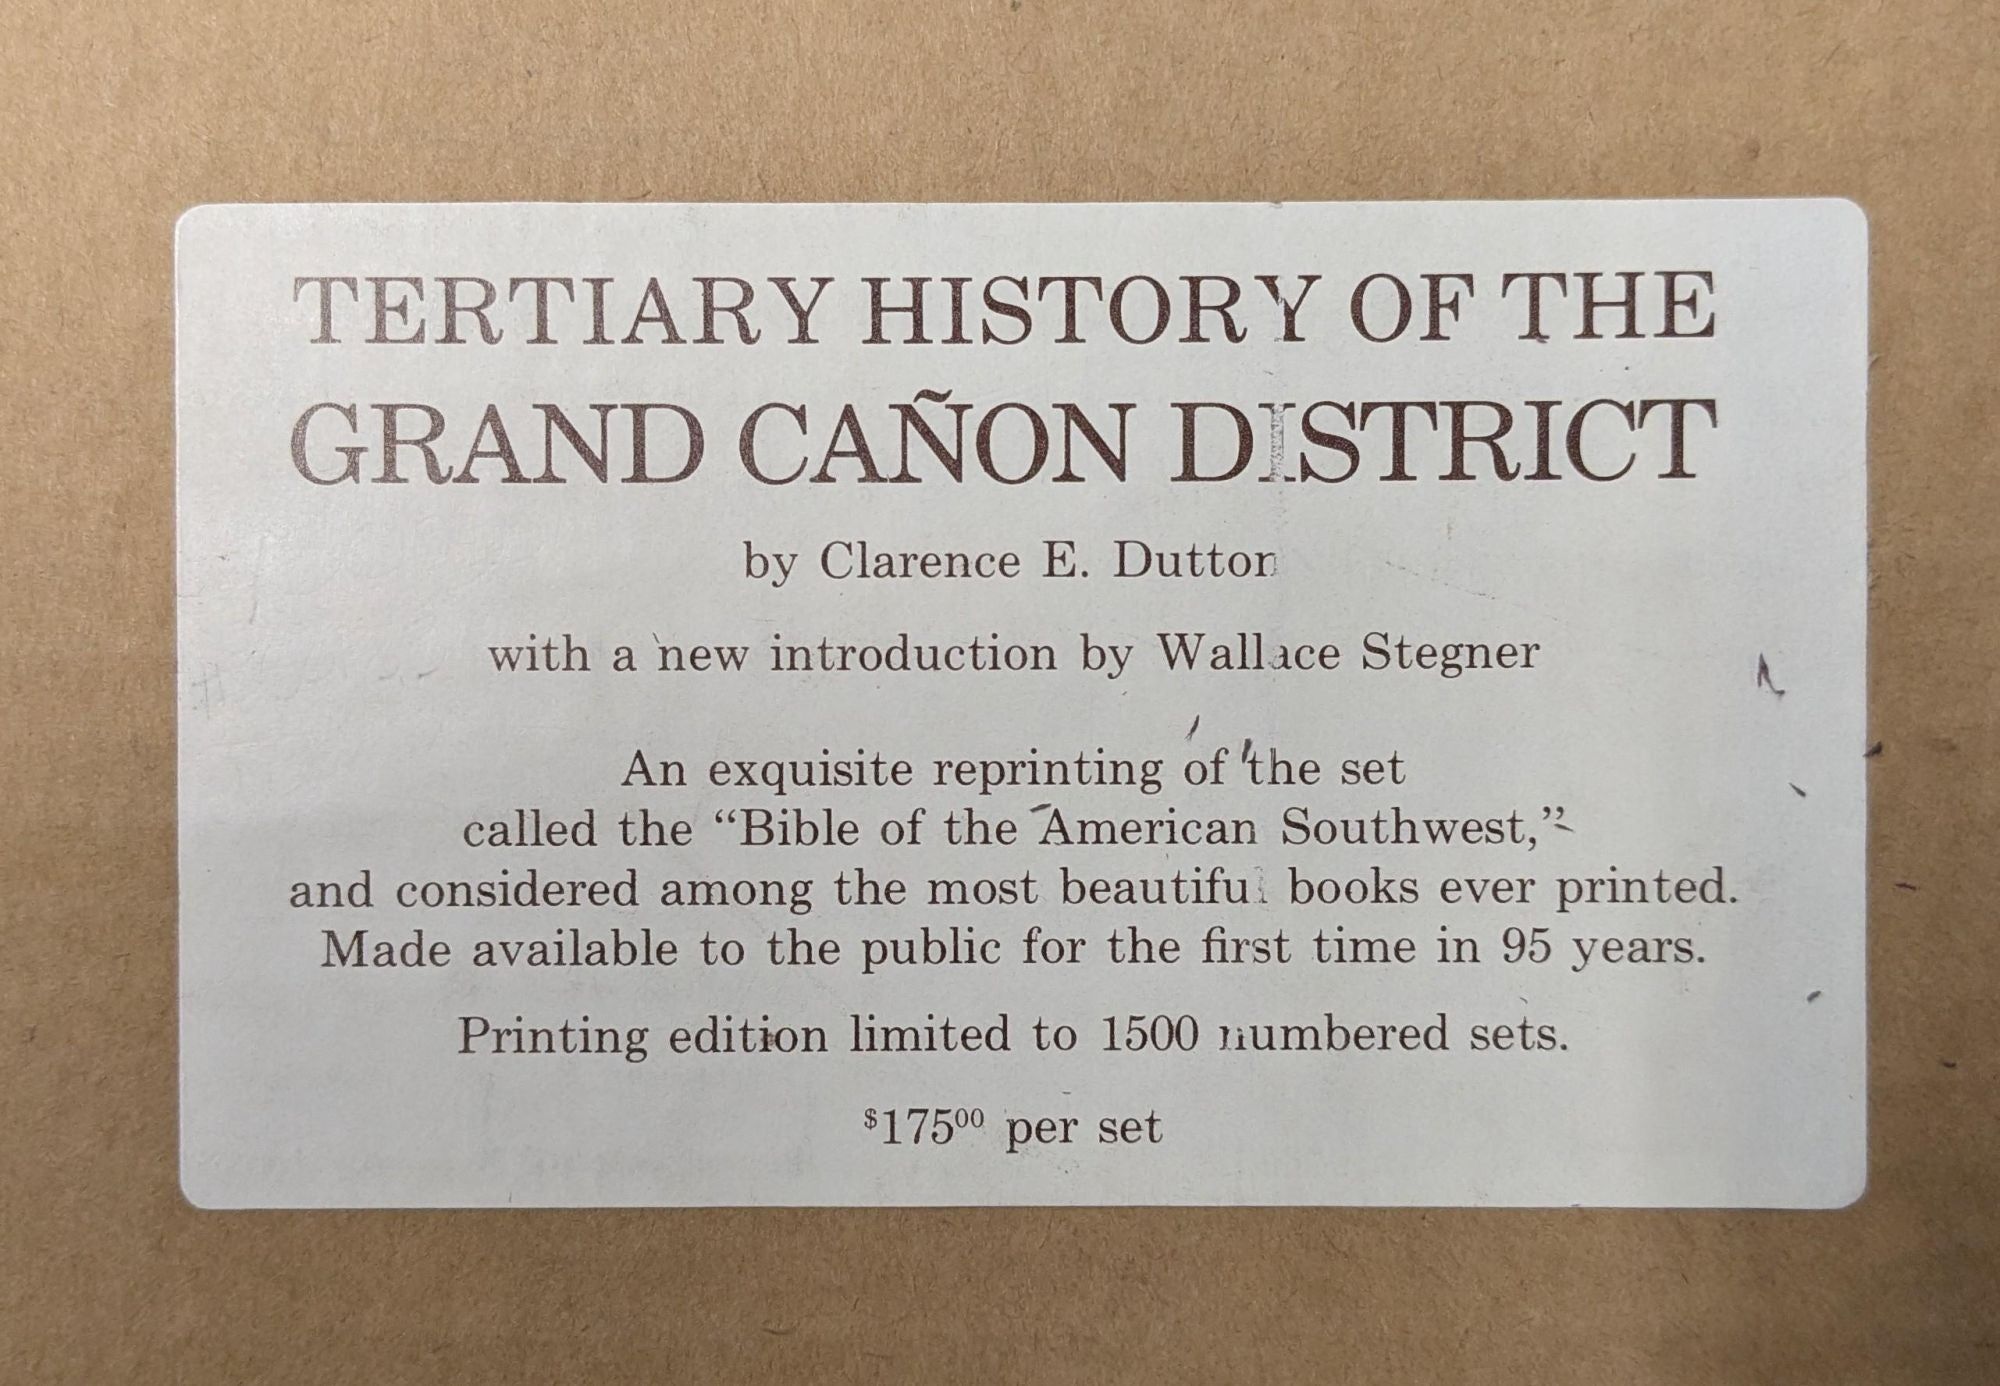 TERTIARY HISTORY OF THE
GRAND CAÑON DISTRICT
by Clarence E. Dutton
with a new introduction by Wallace Stegner
An exquisite reprinting of the set
called the “Bible of the American Southwest,”
and considered among the most beautiful books ever printed.
Made available to the public for the first time in 95 years.
Printing edition limited to 1500 numbered sets.
$175⁰⁰ per set